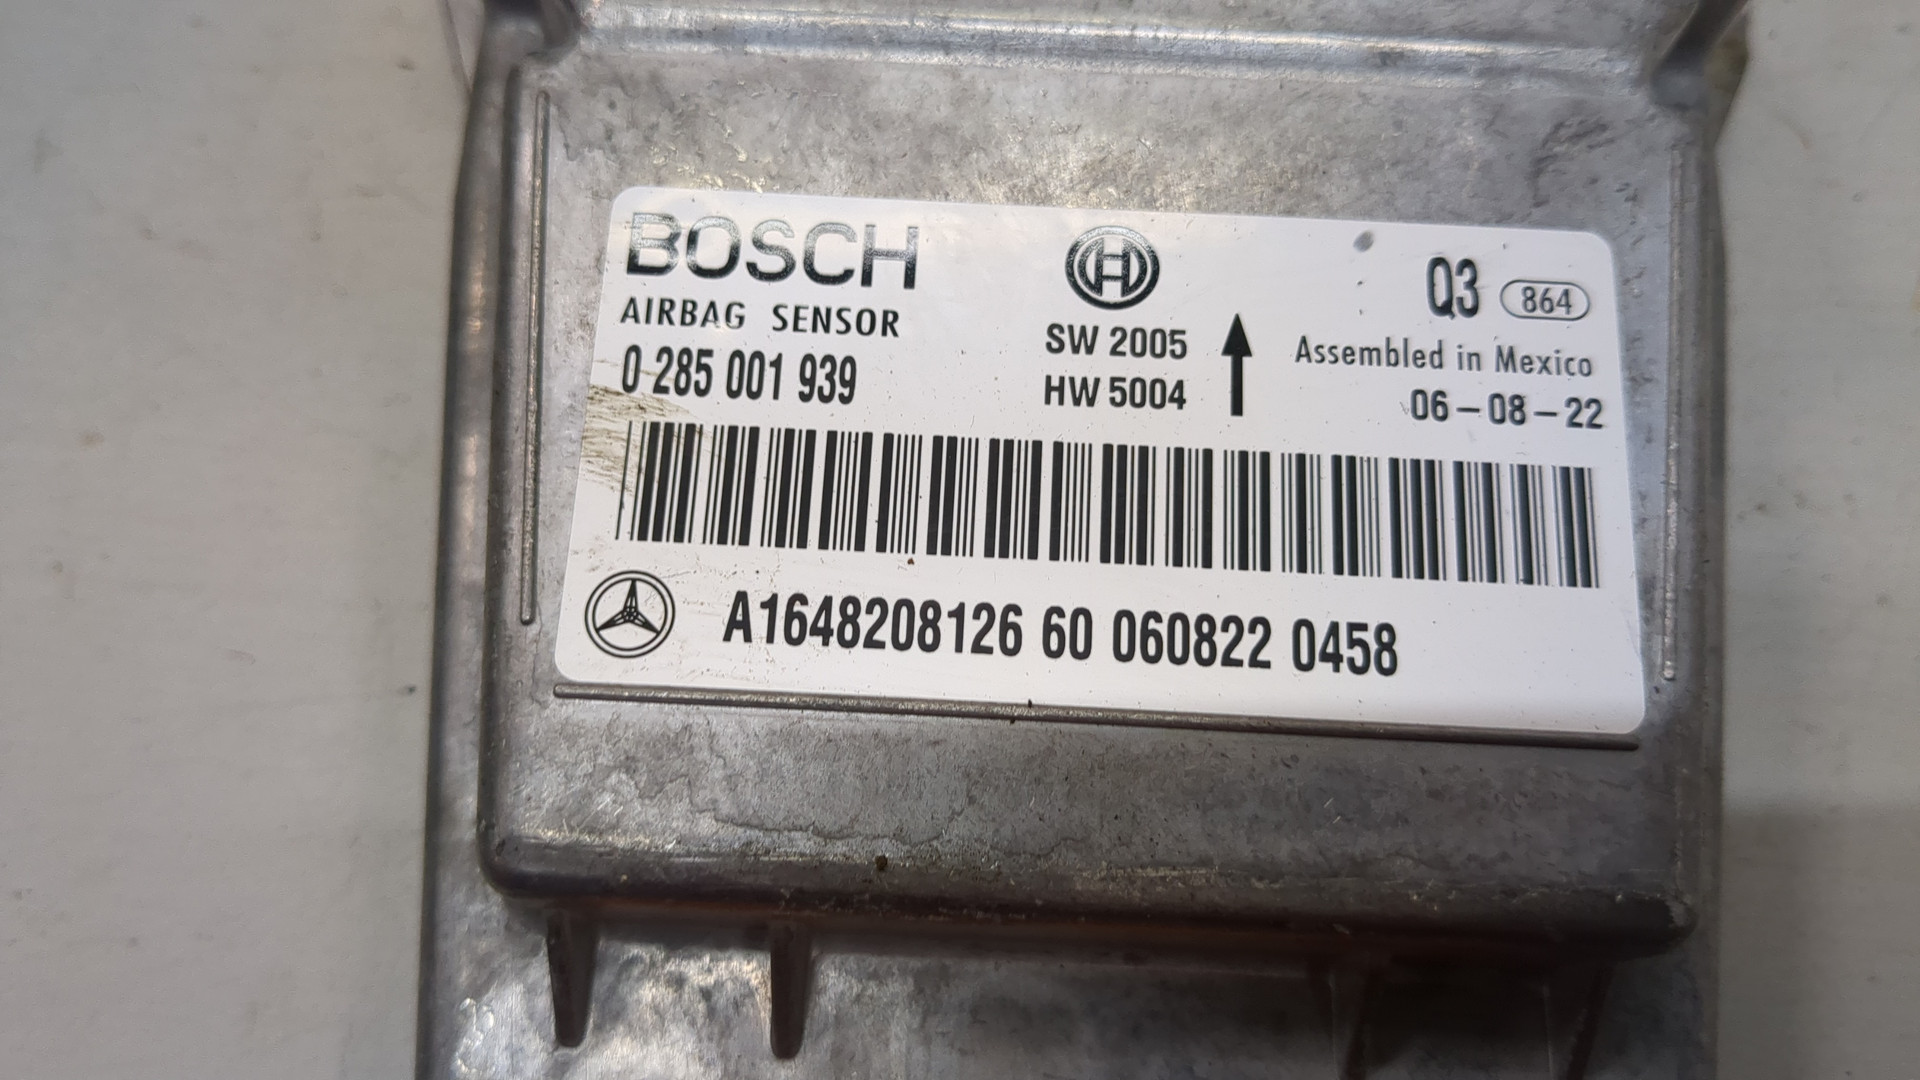 BOSCH
AIRBAG SENSOR
0 285 001 939
H
SW 2005
HW 5004
Q3 864
Assembled in Mexico
06-08-22
A1648208126 60 060822 0458